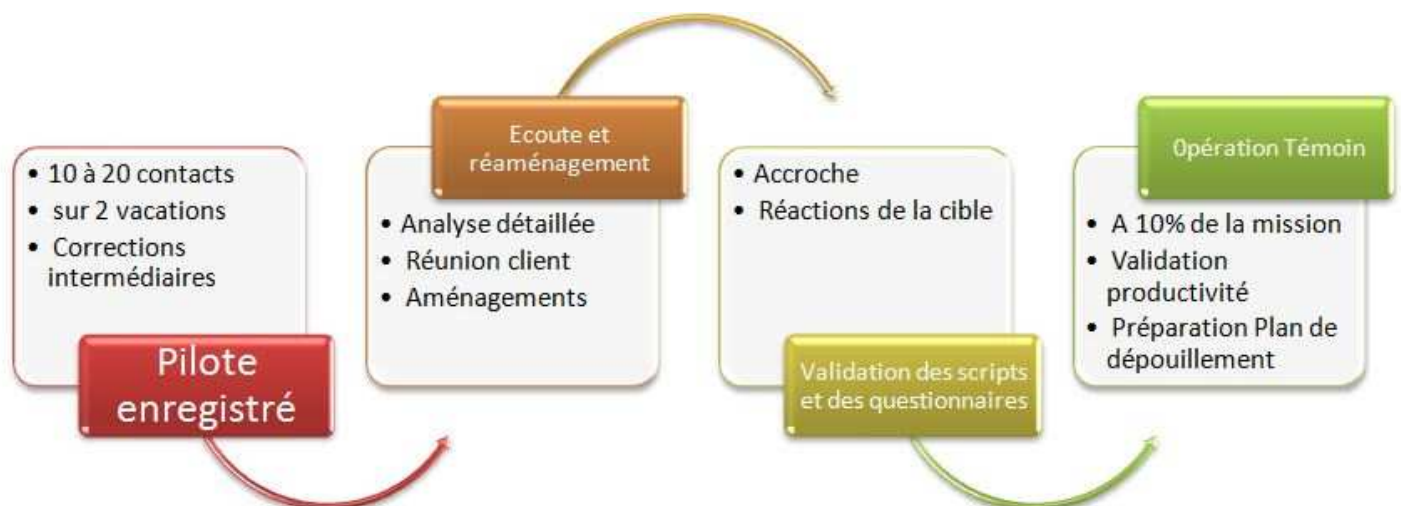 • 10 à 20 contacts
• sur 2 vacations
• Corrections
intermédiaires
Pilote
enregistré
Ecoute et
réaménagement
• Analyse détaillée
• Réunion client
• Aménagements
• Accroche
• Réactions de la cible
Validation des scripts
et des questionnaires
Opération Témoin
• A 10% de la mission
• Validation
productivité
• Préparation Plan de
dépouillement